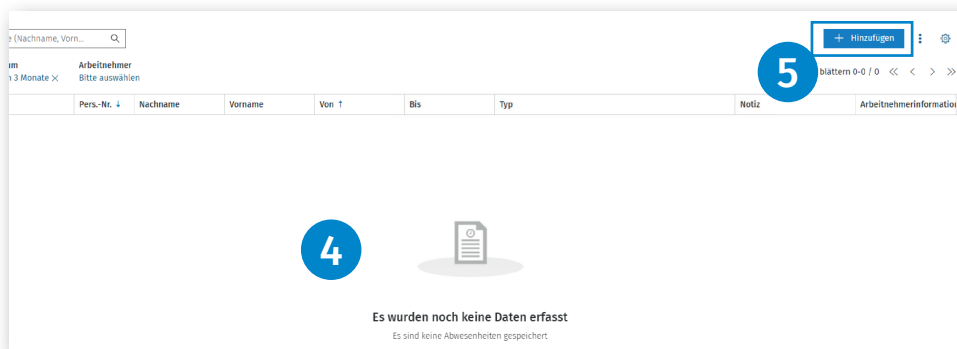 (Nachname, Vorn...
+ Hinzufügen
5
Arbeitnehmer
3 Monate ×
Bitte auswählen
blättern 0-0 / 0
Pers.-Nr. ↓ Nachname Vorname Von ↑ Bis Typ Notiz Arbeitnehmerinformation
4
Es wurden noch keine Daten erfasst
Es sind keine Abwesenheiten gespeichert